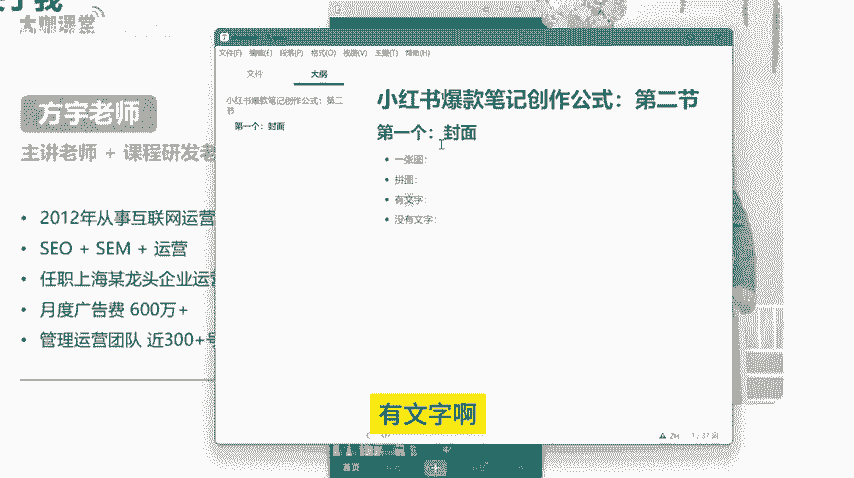 大咖课堂
方宇老师
主讲老师 + 课程研发老
2012年从事互联网运营
SEO + SEM + 运营
任职上海某龙头企业运营
月度广告费 600万+
管理运营团队 近300+号
文件(F) 编辑(E) 段落(P) 格式(O) 视图(V) 主题(T) 帮助(H)
文件 大纲
小红书爆款笔记创作公式：第二节
第一个：封面
小红书爆款笔记创作公式：第二节
第一个：封面
一张图：
拼图：
有文字：
没有文字：
有文字啊
首页